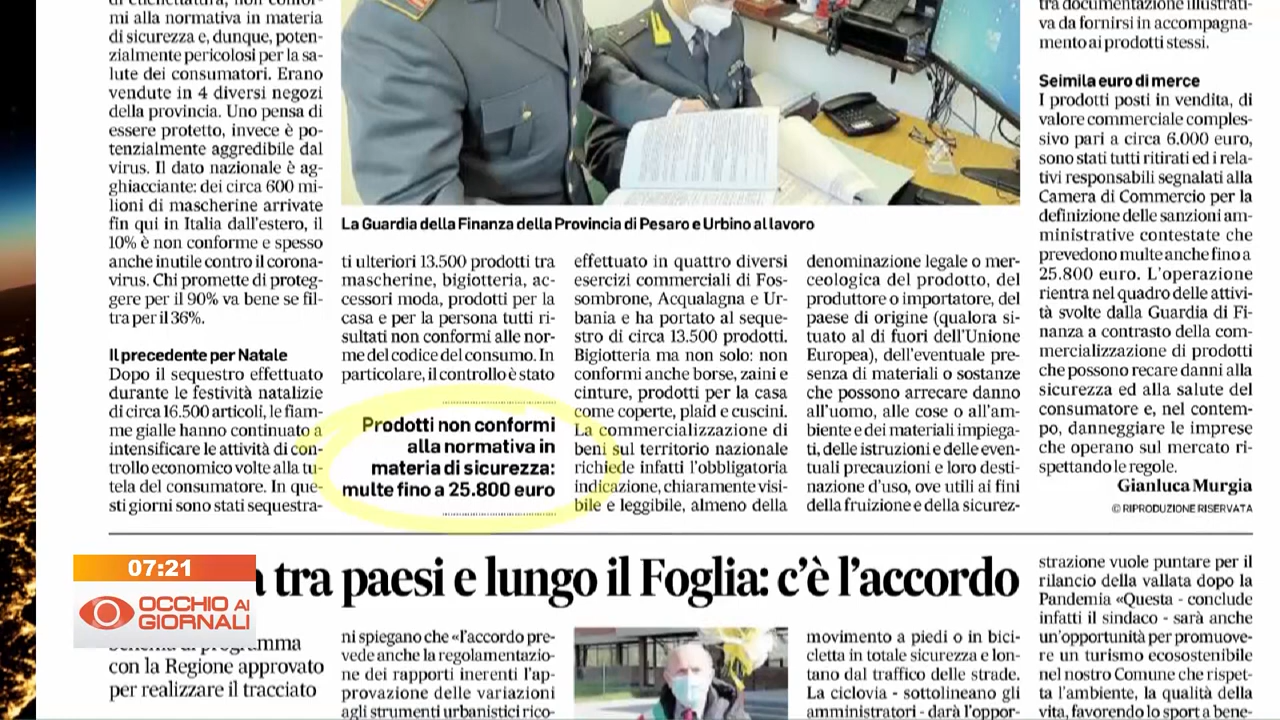 mi alla normativa in materia
di sicurezza e, dunque, poten-
zialmente pericolosi per la sa-
lute dei consumatori. Erano
vendute in 4 diversi negozi
della provincia. Uno pensa di
essere protetto, invece è po-
tenzialmente aggredibile dal
virus. Il dato nazionale è ag-
ghiacciante: dei circa 600 mi-
lioni di mascherine arrivate
fin qui in Italia dall'estero, il
10% è non conforme e spesso
anche inutile contro il corona-
virus. Chi promette di proteg-
gere per il 90% va bene se fil-
tra per il 36%.
Il precedente per Natale
Dopo il sequestro effettuato
durante le festività natalizie
di circa 16.500 articoli, le fiam-
me gialle hanno continuato a
intensificare le attività di con-
trollo economico volte alla tu-
tela del consumatore. In que-
sti giorni sono stati sequestra-
La Guardia della Finanza della Provincia di Pesaro e Urbino al lavoro
ti ulteriori 13.500 prodotti tra
mascherine, bigiotteria, ac-
cessori moda, prodotti per la
casa e per la persona tutti ri-
sultati non conformi alle nor-
me del codice del consumo. In
particolare, il controllo è stato
Prodotti non conformi
alla normativa in
materia di sicurezza:
multe fino a 25.800 euro
effettuato in quattro diversi
esercizi commerciali di Fos-
sombrone, Acqualagna e Ur-
bania e ha portato al seque-
stro di circa 13.500 prodotti.
Bigiotteria ma non solo: non
conformi anche borse, zaini e
cinture, prodotti per la casa
come coperte, plaid e cuscini.
La commercializzazione di
beni sul territorio nazionale
richiede infatti l'obbligatoria
indicazione, chiaramente visi-
bile e leggibile, almeno della
denominazione legale o mer-
ceologica del prodotto, del
produttore o importatore, del
paese di origine (qualora si-
tuato al di fuori dell'Unione
Europea), dell'eventuale pre-
senza di materiali o sostanze
che possono arrecare danno
all'uomo, alle cose o all'am-
biente e dei materiali impiega-
ti, delle istruzioni e delle even-
tuali precauzioni e loro desti-
nazione d'uso, ove utili ai fini
della fruizione e della sicurez-
tra documentazione illustrati-
va da fornirsi in accompagna-
mento ai prodotti stessi.
Seimila euro di merce
I prodotti posti in vendita, di
valore commerciale comples-
sivo pari a circa 6.000 euro,
sono stati tutti ritirati ed i rela-
tivi responsabili segnalati alla
Camera di Commercio per la
definizione delle sanzioni am-
ministrative contestate che
prevedono multe anche fino a
25.800 euro. L'operazione
rientra nel quadro delle attivi-
tà svolte dalla Guardia di Fi-
nanza a contrasto della com-
mercializzazione di prodotti
che possono recare danni alla
sicurezza ed alla salute del
consumatore e, nel contem-
po, danneggiare le imprese
che operano sul mercato ri-
spettando le regole.
Gianluca Murgia
© RIPRODUZIONE RISERVATA
07:21
OCCHIO AI
GIORNALI
a tra paesi e lungo il Foglia: c'è l'accordo
con la Regione approvato
per realizzare il tracciato
ni spiegano che «l'accordo pre-
vede anche la regolamentazio-
ne dei rapporti inerenti l'ap-
provazione delle variazioni
agli strumenti urbanistici rico-
movimento a piedi o in bici-
cletta in totale sicurezza e lon-
tano dal traffico delle strade.
La ciclovia - sottolineano gli
amministratori - darà l'oppor-
strazione vuole puntare per il
rilancio della vallata dopo la
Pandemia «Questa - conclude
infatti il sindaco - sarà anche
un'opportunità per promuove-
re un turismo ecosostenibile
nel nostro Comune che rispet-
ta l'ambiente, la qualità della
vita, favorendo lo sport a bene-